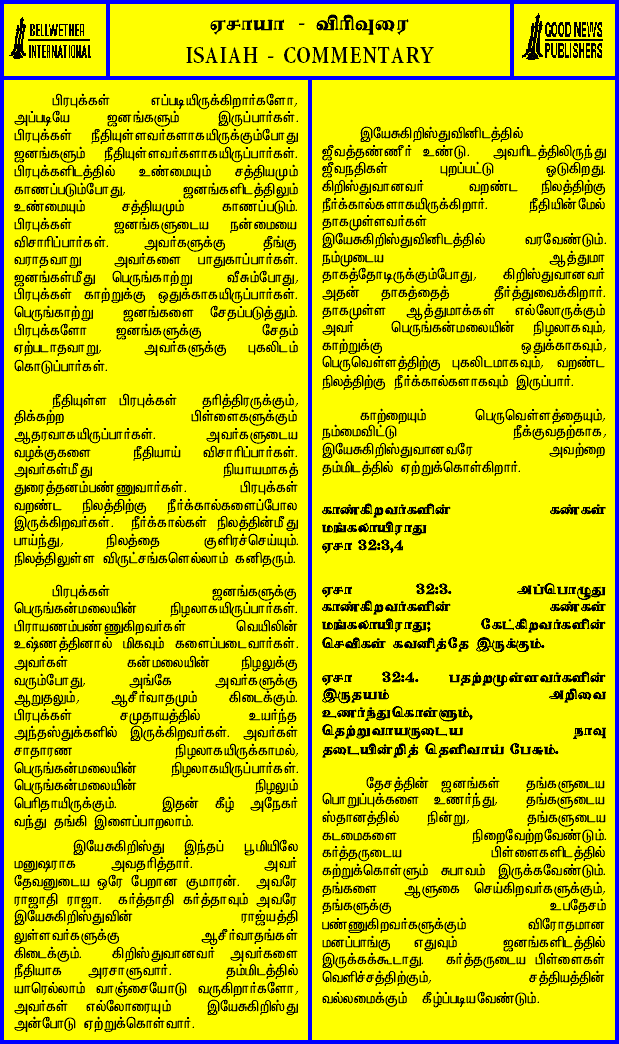 BELLWETHER
INTERNATIONAL
ஏசாயா - விரிவுரை
ISAIAH - COMMENTARY
GOOD NEWS
PUBLISHERS
பிரபுக்கள் எப்படியிருக்கிறார்களோ,
அப்படியே ஜனங்களும் இருப்பார்கள்.
பிரபுக்கள் நீதியுள்ளவர்களாகயிருக்கும்போது
ஜனங்களும் நீதியுள்ளவர்களாகயிருப்பார்கள்.
பிரபுக்களிடத்தில் உண்மையும் சத்தியமும்
காணப்படும்போது, ஜனங்களிடத்திலும்
உண்மையும் சத்தியமும் காணப்படும்.
பிரபுக்கள் ஜனங்களுடைய நன்மையை
விசாரிப்பார்கள். அவர்களுக்கு தீங்கு
வராதவாறு அவர்களை பாதுகாப்பார்கள்.
ஜனங்கள்மீது பெருங்காற்று வீசும்போது,
பிரபுக்கள் காற்றுக்கு ஒதுக்காகயிருப்பார்கள்.
பெருங்காற்று ஜனங்களை சேதப்படுத்தும்.
பிரபுக்களோ ஜனங்களுக்கு சேதம்
ஏற்படாதவாறு, அவர்களுக்கு புகலிடம்
கொடுப்பார்கள்.
நீதியுள்ள பிரபுக்கள் தரித்திரருக்கும்,
திக்கற்ற பிள்ளைகளுக்கும்
ஆதரவாகயிருப்பார்கள். அவர்களுடைய
வழக்குகளை நீதியாய் விசாரிப்பார்கள்.
அவர்கள்மீது நியாயமாகத்
துரைத்தனம்பண்ணுவார்கள். பிரபுக்கள்
வறண்ட நிலத்திற்கு நீர்க்கால்களைப்போல
இருக்கிறவர்கள். நீர்க்கால்கள் நிலத்தின்மீது
பாய்ந்து, நிலத்தை குளிரச்செய்யும்.
நிலத்திலுள்ள விருட்சங்களெல்லாம் கனிதரும்.
பிரபுக்கள் ஜனங்களுக்கு
பெருங்கன்மலையின் நிழலாகயிருப்பார்கள்.
பிராயணம்பண்ணுகிறவர்கள் வெயிலின்
உஷ்ணத்தினால் மிகவும் களைப்படைவார்கள்.
அவர்கள் கன்மலையின் நிழலுக்கு
வரும்போது, அங்கே அவர்களுக்கு
ஆறுதலும், ஆசீர்வாதமும் கிடைக்கும்.
பிரபுக்கள் சமுதாயத்தில் உயர்ந்த
அந்தஸ்துக்களில் இருக்கிறவர்கள். அவர்கள்
சாதாரண நிழலாகயிருக்காமல்,
பெருங்கன்மலையின் நிழலாகயிருப்பார்கள்.
பெருங்கன்மலையின் நிழலும்
பெரிதாயிருக்கும். இதன் கீழ் அநேகர்
வந்து தங்கி இளைப்பாறலாம்.
இயேசுகிறிஸ்து இந்தப் பூமியிலே
மனுஷராக அவதரித்தார். அவர்
தேவனுடைய ஒரே பேறான குமாரன். அவரே
ராஜாதி ராஜா. கர்த்தாதி கர்த்தாவும் அவரே
இயேசுகிறிஸ்துவின் ராஜ்யத்தி
லுள்ளவர்களுக்கு ஆசீர்வாதங்கள்
கிடைக்கும். கிறிஸ்துவானவர் அவர்களை
நீதியாக அரசாளுவார். தம்மிடத்தில்
யாரெல்லாம் வாஞ்சையோடு வருகிறார்களோ,
அவர்கள் எல்லோரையும் இயேசுகிறிஸ்து
அன்போடு ஏற்றுக்கொள்வார்.
இயேசுகிறிஸ்துவினிடத்தில்
ஜீவத்தண்ணீர் உண்டு. அவரிடத்திலிருந்து
ஜீவநதிகள் புறப்பட்டு ஓடுகிறது.
கிறிஸ்துவானவர் வறண்ட நிலத்திற்கு
நீர்க்கால்களாகயிருக்கிறார். நீதியின்மேல்
தாகமுள்ளவர்கள்
இயேசுகிறிஸ்துவினிடத்தில் வரவேண்டும்.
நம்முடைய ஆத்துமா
தாகத்தோடிருக்கும்போது, கிறிஸ்துவானவர்
அதன் தாகத்தைத் தீர்த்துவைக்கிறார்.
தாகமுள்ள ஆத்துமாக்கள் எல்லோருக்கும்
அவர் பெருங்கன்மலையின் நிழலாகவும்,
காற்றுக்கு ஒதுக்காகவும்,
பெருவெள்ளத்திற்கு புகலிடமாகவும், வறண்ட
நிலத்திற்கு நீர்க்கால்களாகவும் இருப்பார்.
காற்றையும் பெருவெள்ளத்தையும்,
நம்மைவிட்டு நீக்குவதற்காக,
இயேசுகிறிஸ்துவானவரே அவற்றை
தம்மிடத்தில் ஏற்றுக்கொள்கிறார்.
காண்கிறவர்களின் கண்கள்
மங்கலாயிராது
ஏசா 32:3,4
ஏசா 32:3. அப்பொழுது
காண்கிறவர்களின் கண்கள்
மங்கலாயிராது; கேட்கிறவர்களின்
செவிகள் கவனித்தே இருக்கும்.
ஏசா 32:4. பதற்றமுள்ளவர்களின்
இருதயம் அறிவை
உணர்ந்துகொள்ளும்,
தெற்றுவாயருடைய நாவு
தடையின்றித் தெளிவாய் பேசும்.
தேசத்தின் ஜனங்கள் தங்களுடைய
பொறுப்புக்களை உணர்ந்து, தங்களுடைய
ஸ்தானத்தில் நின்று, தங்களுடைய
கடமைகளை நிறைவேற்றவேண்டும்.
கர்த்தருடைய பிள்ளைகளிடத்தில்
கற்றுக்கொள்ளும் சுபாவம் இருக்கவேண்டும்.
தங்களை ஆளுகை செய்கிறவர்களுக்கும்,
தங்களுக்கு உபதேசம்
பண்ணுகிறவர்களுக்கும் விரோதமான
மனப்பாங்கு எதுவும் ஜனங்களிடத்தில்
இருக்கக்கூடாது. கர்த்தருடைய பிள்ளைகள்
வெளிச்சத்திற்கும், சத்தியத்தின்
வல்லமைக்கும் கீழ்ப்படியவேண்டும்.